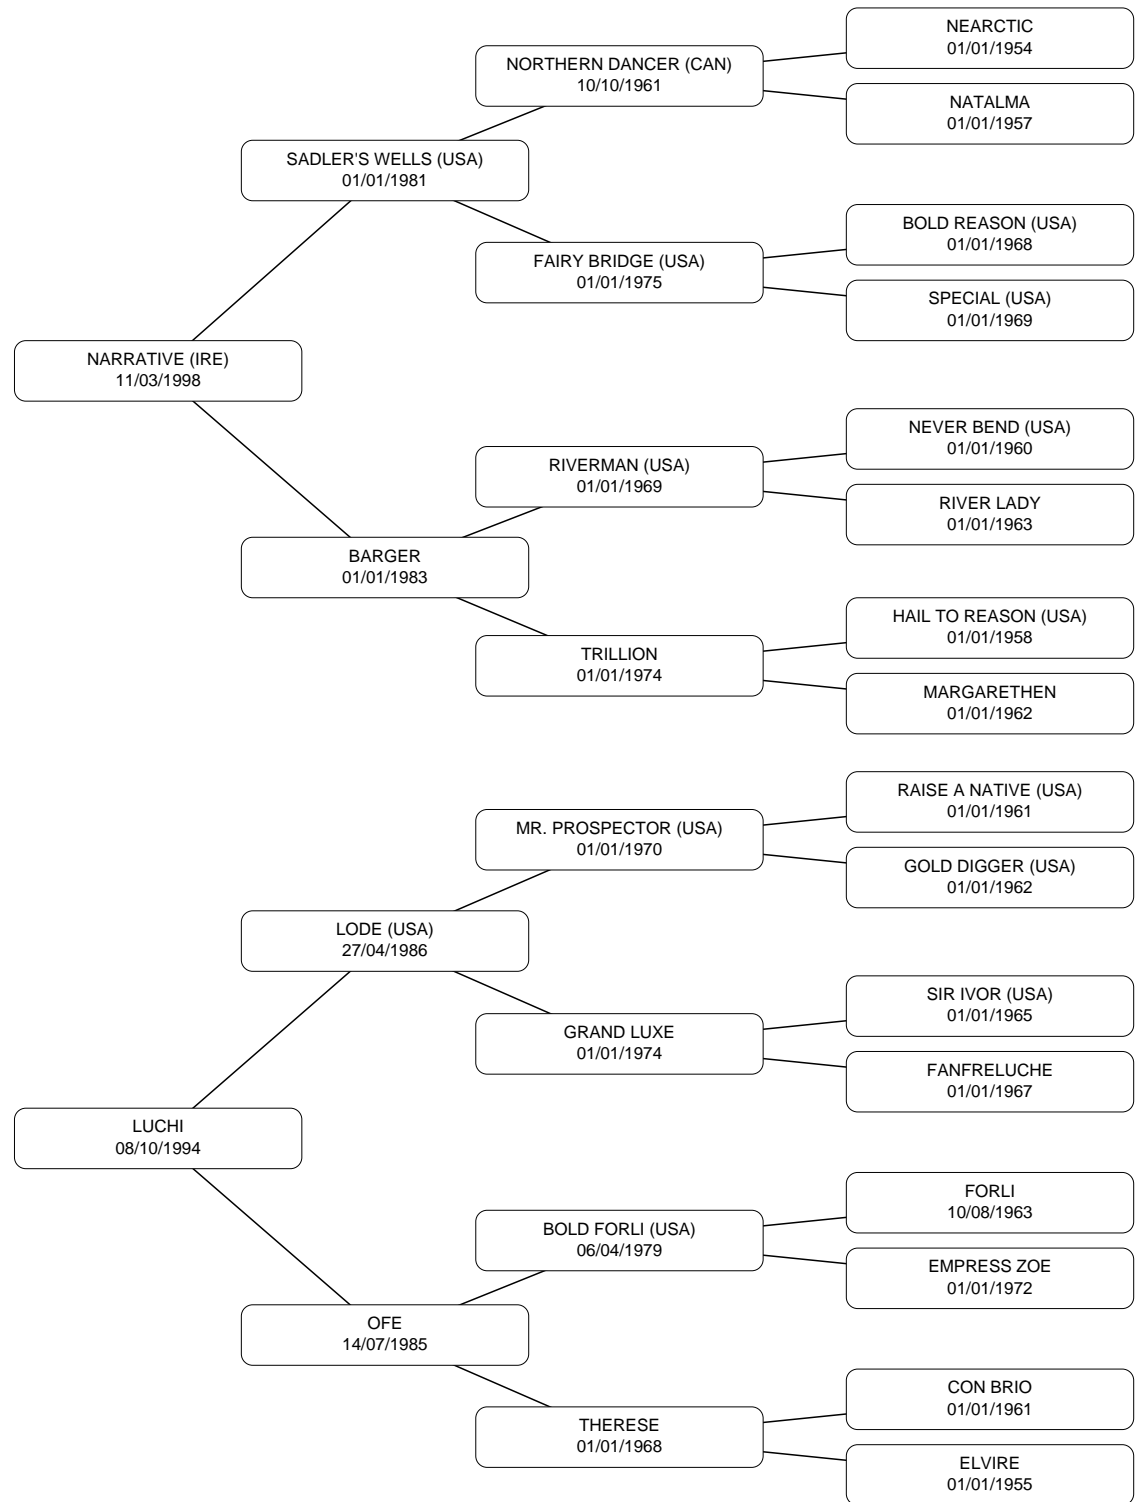 NEARCTIC
01/01/1954
NORTHERN DANCER (CAN)
10/10/1961
NATALMA
01/01/1957
SADLER'S WELLS (USA)
01/01/1981
BOLD REASON (USA)
01/01/1968
FAIRY BRIDGE (USA)
01/01/1975
SPECIAL (USA)
01/01/1969
NARRATIVE (IRE)
11/03/1998
NEVER BEND (USA)
01/01/1960
RIVERMAN (USA)
01/01/1969
RIVER LADY
01/01/1963
BARGER
01/01/1983
HAIL TO REASON (USA)
01/01/1958
TRILLION
01/01/1974
MARGARETHEN
01/01/1962
RAISE A NATIVE (USA)
01/01/1961
MR. PROSPECTOR (USA)
01/01/1970
GOLD DIGGER (USA)
01/01/1962
LODE (USA)
27/04/1986
SIR IVOR (USA)
01/01/1965
GRAND LUXE
01/01/1974
FANFRELUCHE
01/01/1967
LUCHI
08/10/1994
FORLI
10/08/1963
BOLD FORLI (USA)
06/04/1979
EMPRESS ZOE
01/01/1972
OFE
14/07/1985
CON BRIO
01/01/1961
THERESE
01/01/1968
ELVIRE
01/01/1955